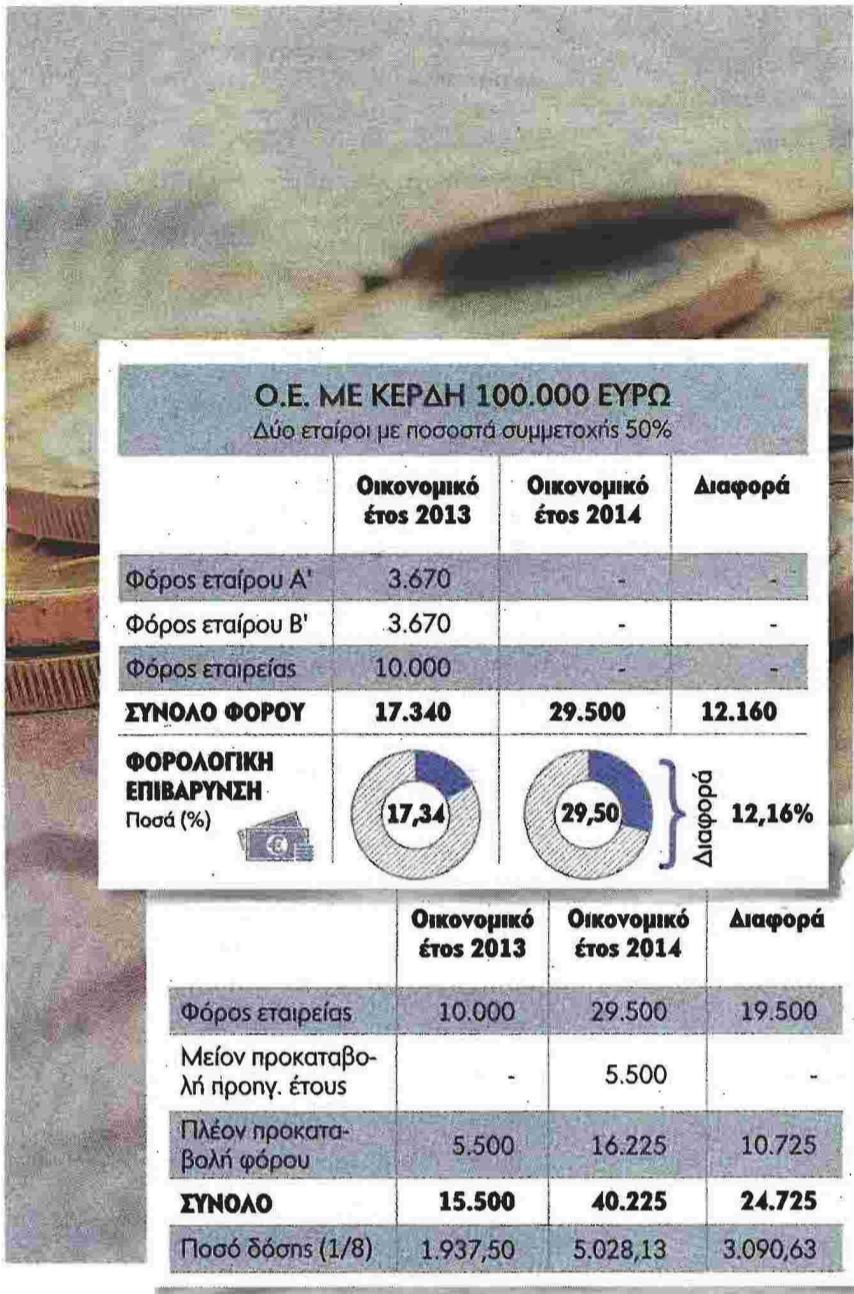 Ο.Ε. ΜΕ ΚΕΡΔΗ 100.000 ΕΥΡΩ
Δύο εταίροι με ποσοστά συμμετοχής 50%
Οικονομικό έτος 2013 Οικονομικό έτος 2014 Διαφορά
Φόρος εταίρου Α' 3.670 - -
Φόρος εταίρου Β' 3.670 - -
Φόρος εταιρείας 10.000 - -
ΣΥΝΟΛΟ ΦΟΡΟΥ 17.340 29.500 12.160
ΦΟΡΟΛΟΓΙΚΗ
ΕΠΙΒΑΡΥΝΣΗ
Ποσά (%)
17,34 29,50 Διαφορά 12,16%
Οικονομικό έτος 2013 Οικονομικό έτος 2014 Διαφορά
Φόρος εταιρείας 10.000 29.500 19.500
Μείον προκαταβο-
λή προηγ. έτους - 5.500 -
Πλέον προκατα-
βολή φόρου 5.500 16.225 10.725
ΣΥΝΟΛΟ 15.500 40.225 24.725
Ποσό δόσης (1/8) 1.937,50 5.028,13 3.090,63